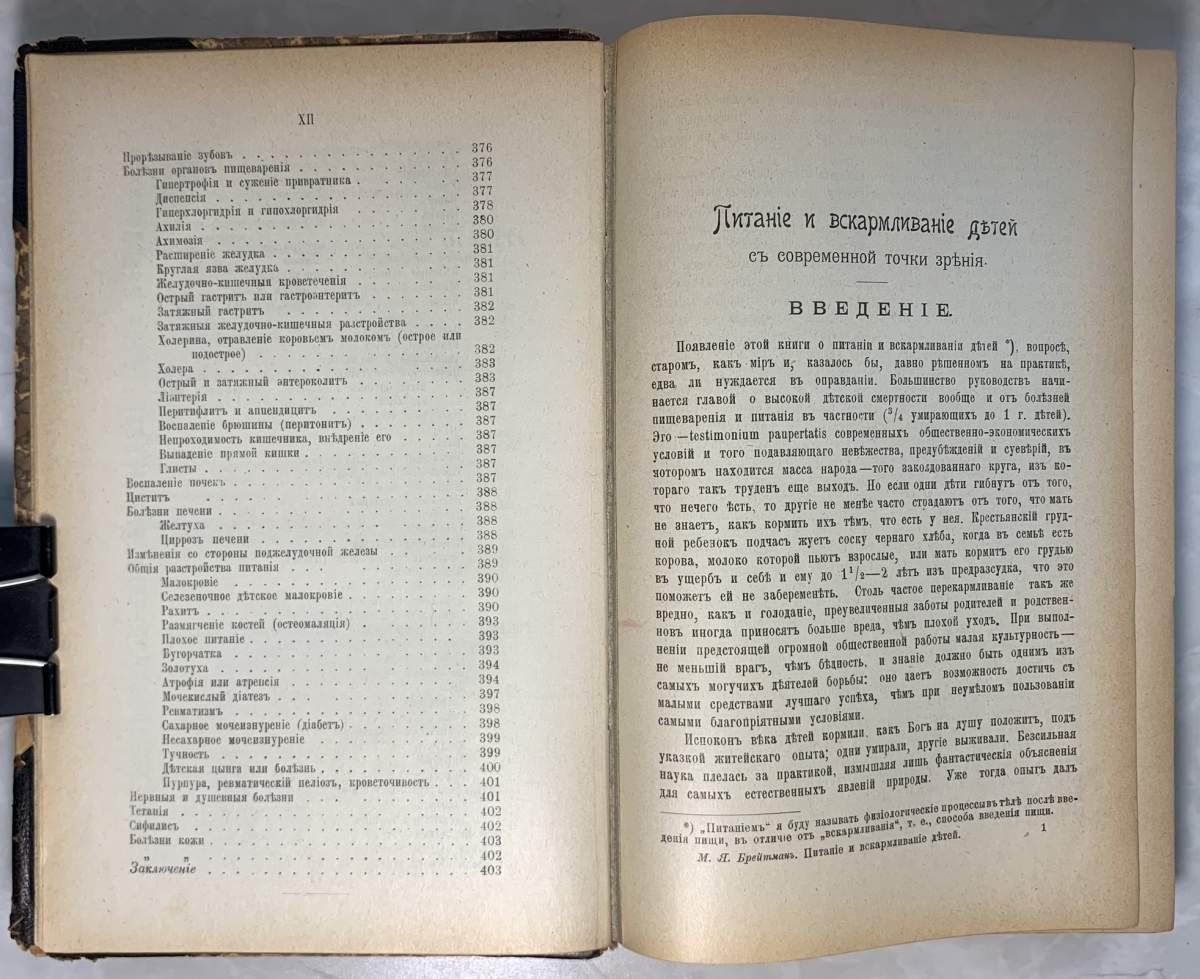 XII
Прорѣзываніе зубовъ . . . . . . . . . . . . . . . 376
Болѣзни органовъ пищеваренія . . . . . . . . . . . . 376
Гипертрофія и суженіе привратника . . . . . . 377
Диспепсія . . . . . . . . . . . . . . . 377
Гиперхлоргидрія и гипохлоргидрія . . . . . . 378
Ахилія . . . . . . . . . . . . . . . 380
Ахимозія . . . . . . . . . . . . . . . 380
Расширеніе желудка . . . . . . . . . . . 381
Круглая язва желудка . . . . . . . . . . 381
Желудочно-кишечныя кровотеченія . . . . . . 381
Острый гастритъ или гастроэнтеритъ . . . . . 381
Затяжный гастритъ . . . . . . . . . . 382
Затяжныя желудочно-кишечныя разстройства . . . . 382
Холерина, отравленіе коровьемъ молокомъ (острое или
подострое) . . . . . . . . . . . 382
Холера . . . . . . . . . . . . . . . 383
Острый и затяжный энтероколитъ . . . . . . . 383
Ліэнтерія . . . . . . . . . . . . . . 387
Перитифлитъ и аппендицитъ . . . . . . . . 387
Воспаленіе брюшины (перитонитъ) . . . . . . . 387
Непроходимость кишечника, внѣдреніе его . . . . . 387
Выпаденіе прямой кишки . . . . . . . . . 387
Глисты . . . . . . . . . . . . . . . 387
Воспаленіе почекъ . . . . . . . . . . . . . . 387
Циститъ . . . . . . . . . . . . . . . 388
Болѣзни печени . . . . . . . . . . . . . . . 388
Желтуха . . . . . . . . . . . . . . 388
Циррозъ печени . . . . . . . . . . . . 388
Измѣненія со стороны поджелудочной железы . . . . . 389
Общія разстройства питанія . . . . . . . . . . . 389
Малокровіе . . . . . . . . . . . . . 390
Селезеночное дѣтское малокровіе . . . . . . . . 390
Рахитъ . . . . . . . . . . . . . . . 390
Размягченіе костей (остеомаляція) . . . . . . 393
Плохое питаніе . . . . . . . . . . . . 393
Бугорчатка . . . . . . . . . . . . . 393
Золотуха . . . . . . . . . . . . . . 394
Атрофія или атрепсія . . . . . . . . . . 394
Мочекислый діатезъ . . . . . . . . . . . 397
Ревматизмъ . . . . . . . . . . . . . 398
Сахарное мочеизнуреніе (діабетъ) . . . . . . . 398
Несахарное мочеизнуреніе . . . . . . . . . 399
Тучность . . . . . . . . . . . . . . 399
Дѣтская цынга или болѣзнь . . . . . . . . . 400
Пурпура, ревматическій пеліозъ, кровоточивость . . . 401
Нервныя и душевныя болѣзни . . . . . . . . . . 401
Тетанія . . . . . . . . . . . . . . . 402
Сифилисъ . . . . . . . . . . . . . . . 402
Болѣзни кожи . . . . . . . . . . . . . . . 403
„ „ . . . . . . . . . . . . . . . 402
Заключеніе . . . . . . . . . . . . . . . 403
Питаніе и вскармливаніе дѣтей
съ современной точки зрѣнія.
ВВЕДЕНІЕ.
Появленіе этой книги о питаніи и вскармливаніи дѣтей *), вопросѣ,
старомъ, какъ міръ и, казалось бы, давно рѣшенномъ на практикѣ,
едва ли нуждается въ оправданіи. Большинство руководствъ начи-
нается главой о высокой дѣтской смертности вообще и отъ болѣзней
пищеваренія и питанія въ частности (3/4 умирающихъ до 1 г. дѣтей).
Эго —testimonium paupertatis современныхъ общественно-экономическихъ
условій и того подавляющаго невѣжества, предубѣжденій и суевѣрій, въ
которомъ находится масса народа—того заколдованнаго круга, изъ ко-
тораго такъ труденъ еще выходъ. Но если одни дѣти гибнутъ отъ того,
что нечего ѣсть, то другіе не менѣе часто страдаютъ отъ того, что мать
не знаетъ, какъ кормить ихъ тѣмъ, что есть у нея. Крестьянскій груд-
ной ребенокъ подчасъ жуетъ соску чернаго хлѣба, когда въ семьѣ есть
корова, молоко которой пьютъ взрослые, или мать кормитъ его грудью
въ ущербъ и себѣ и ему до 1 1/2—2 лѣтъ изъ предразсудка, что это
поможетъ ей не забеременѣть. Столь частое перекармливаніе такъ же
вредно, какъ и голоданіе, преувеличенныя заботы родителей и родствен-
новъ иногда приносятъ больше вреда, чѣмъ плохой уходъ. При выпол-
неніи предстоящей огромной общественной работы малая культурность—
не меньшій врагъ, чѣмъ бѣдность, и знаніе должно быть однимъ изъ
самыхъ могучихъ дѣятелей борьбы: оно даетъ возможность достичь съ
малыми средствами лучшаго успѣха, чѣмъ при неумѣломъ пользованіи
самыми благопріятными условіями.
Испоконъ вѣка дѣтей кормили, какъ Богъ на душу положитъ, подъ
указкой житейскаго опыта; одни умирали, другіе выживали. Безсильная
наука плелась за практикой, измышляя лишь фантастическія объясненія
для самыхъ естественныхъ явленій природы. Уже тогда опытъ далъ
*) „Питаніемъ“ я буду называть физіологическіе процессы въ тѣлѣ послѣ вве-
денія пищи, въ отличіе отъ „вскармливанія“, т. е., способа введенія пищи.
М. Я. Брейтманъ. Питаніе и вскармливаніе дѣтей. 1